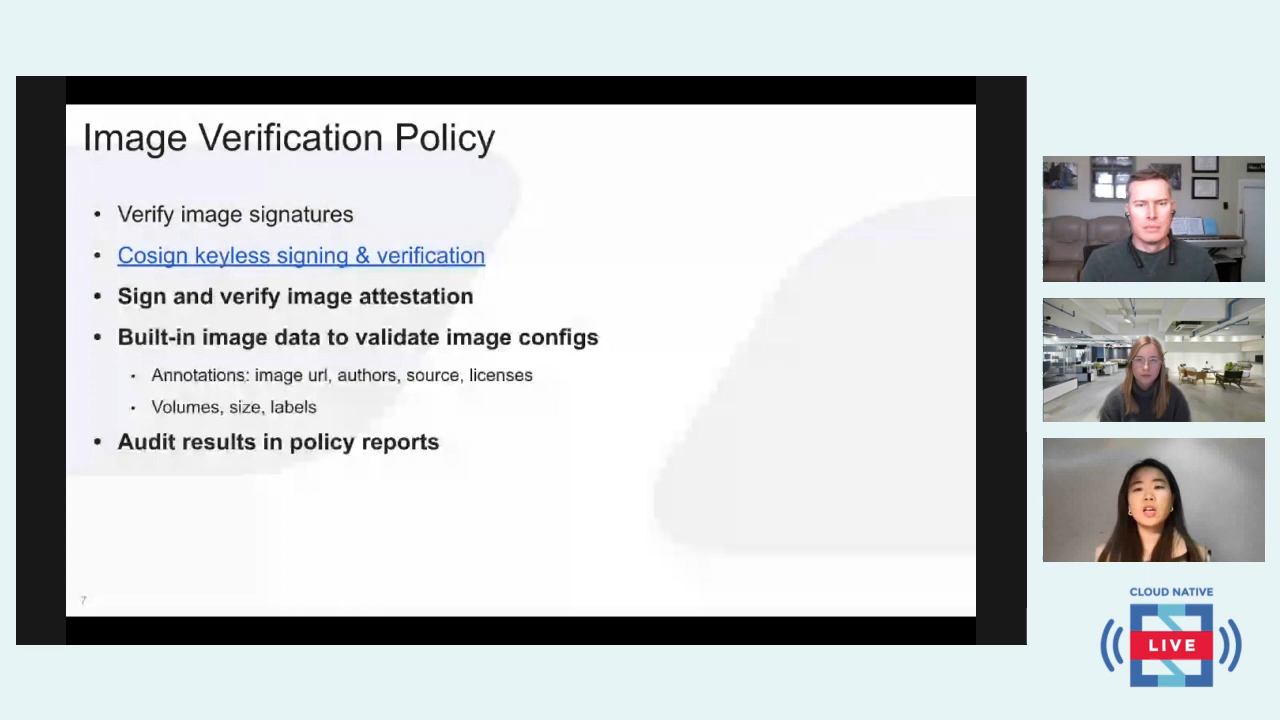 Image Verification Policy
• Verify image signatures
• Cosign keyless signing & verification
• Sign and verify image attestation
• Built-in image data to validate image configs
• Annotations: image url, authors, source, licenses
• Volumes, size, labels
• Audit results in policy reports
7
CLOUD NATIVE
LIVE